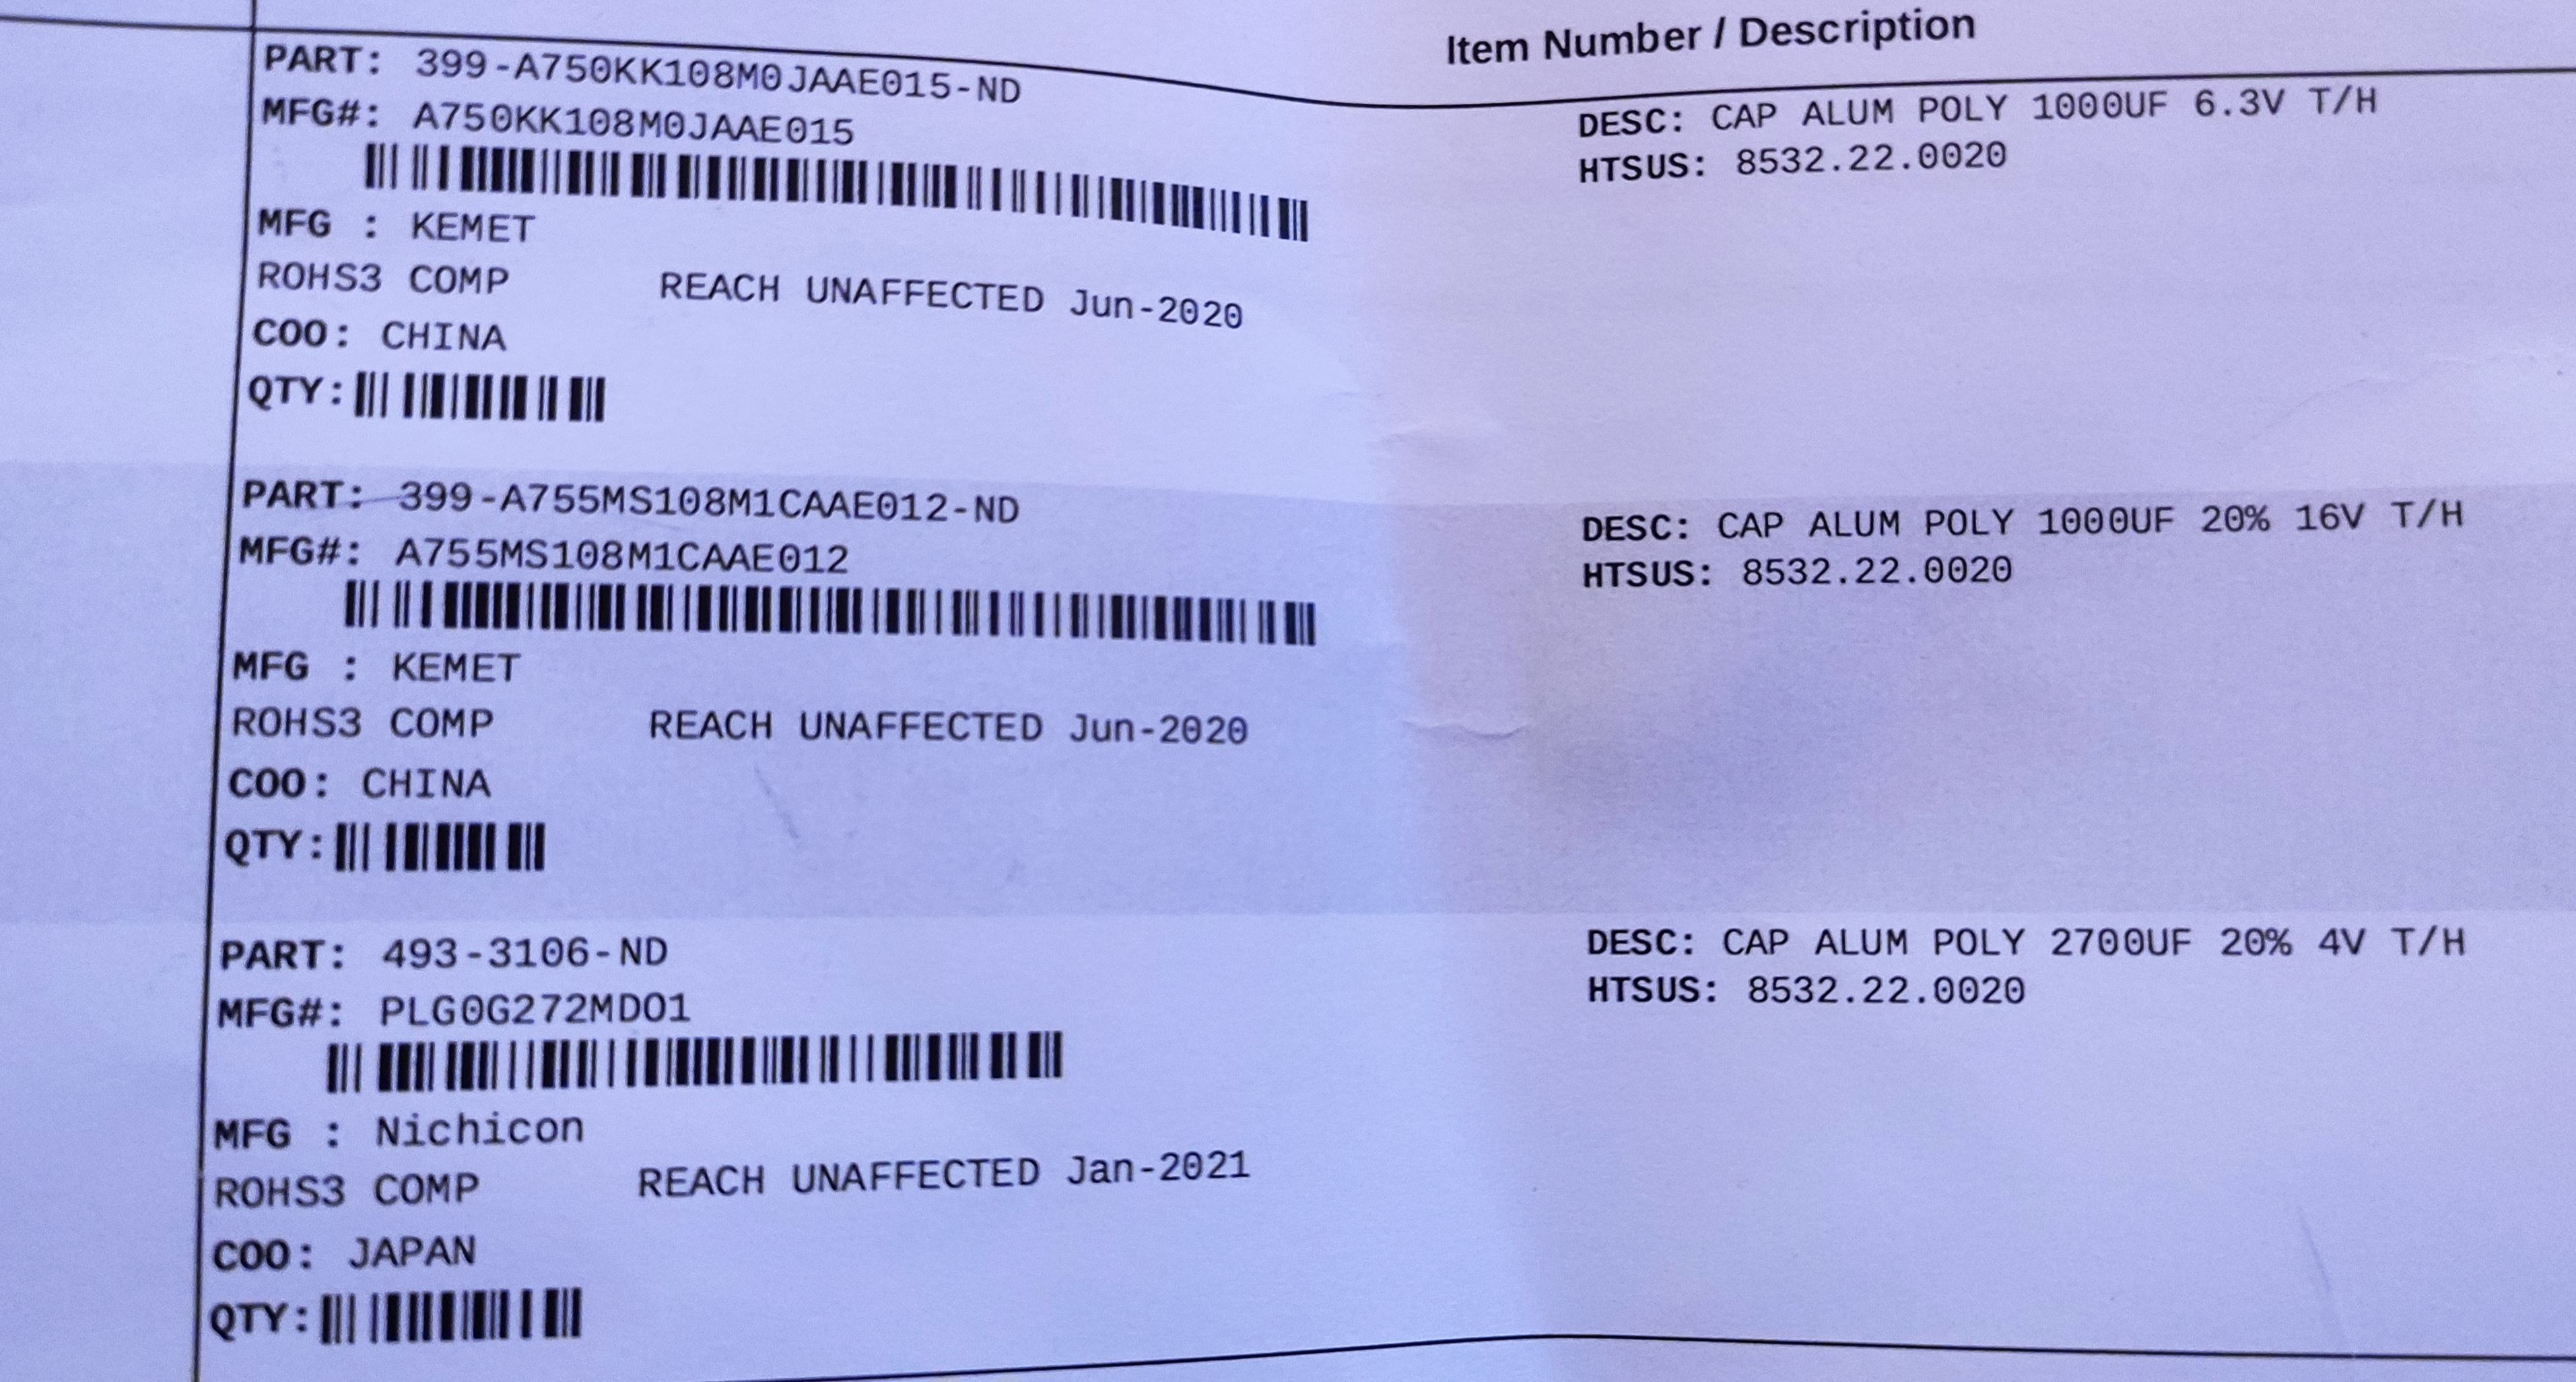 Item Number / Description
PART: 399-A750KK108M0JAAE015-ND
MFG#: A750KK108M0JAAE015
DESC: CAP ALUM POLY 1000UF 6.3V T/H
HTSUS: 8532.22.0020
MFG : KEMET
ROHS3 COMP REACH UNAFFECTED Jun-2020
COO: CHINA
QTY:
PART: 399-A755MS108M1CAAE012-ND
MFG#: A755MS108M1CAAE012
DESC: CAP ALUM POLY 1000UF 20% 16V T/H
HTSUS: 8532.22.0020
MFG : KEMET
ROHS3 COMP REACH UNAFFECTED Jun-2020
COO: CHINA
QTY:
PART: 493-3106-ND
MFG#: PLG0G272MDO1
DESC: CAP ALUM POLY 2700UF 20% 4V T/H
HTSUS: 8532.22.0020
MFG : Nichicon
ROHS3 COMP REACH UNAFFECTED Jan-2021
COO: JAPAN
QTY: